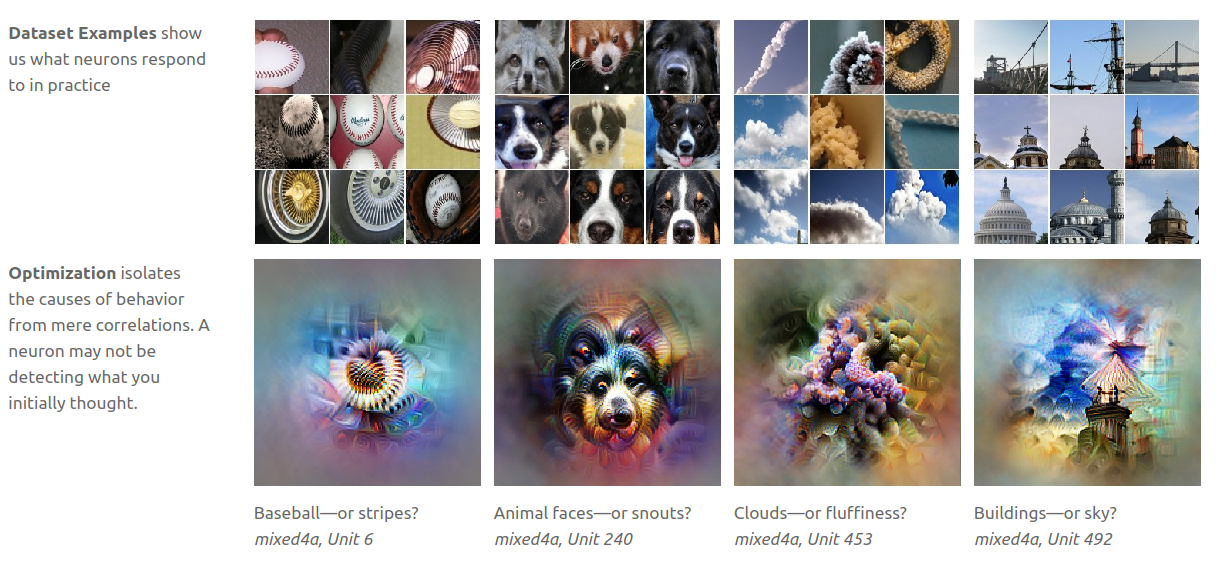 Dataset Examples show
us what neurons respond
to in practice
Optimization isolates
the causes of behavior
from mere correlations. A
neuron may not be
detecting what you
initially thought.
Baseball—or stripes?
mixed4a, Unit 6
Animal faces—or snouts?
mixed4a, Unit 240
Clouds—or fluffiness?
mixed4a, Unit 453
Buildings—or sky?
mixed4a, Unit 492